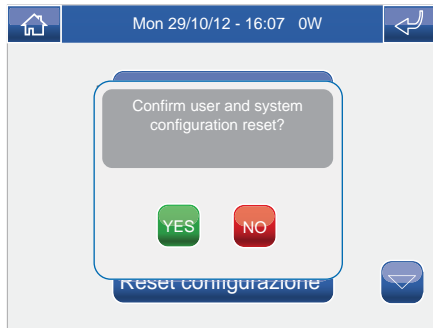 Mon 29/10/12 - 16:07 0W
Confirm user and system
configuration reset?
YES NO
Reset configurazione